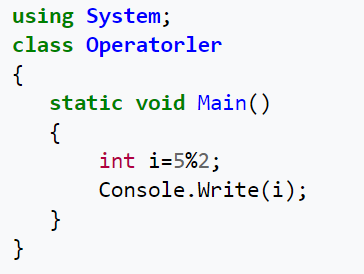 using System;
class Operatorler
{
   static void Main()
   {
      int i=5%2;
      Console.Write(i);
   }
}